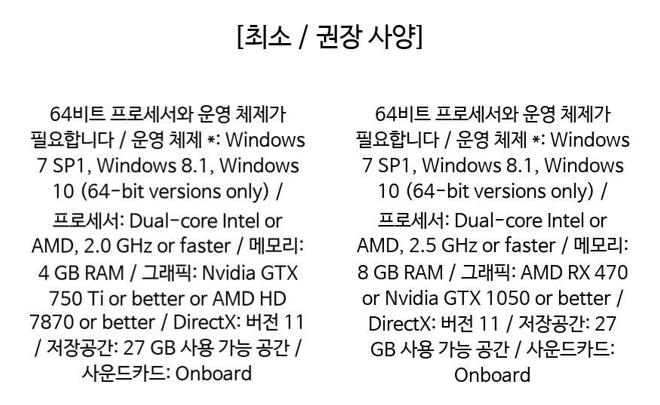 [최소 / 권장 사양]
64비트 프로세서와 운영 체제가
필요합니다 / 운영 체제 *: Windows
7 SP1, Windows 8.1, Windows
10 (64-bit versions only) /
프로세서: Dual-core Intel or
AMD, 2.0 GHz or faster / 메모리:
4 GB RAM / 그래픽: Nvidia GTX
750 Ti or better or AMD HD
7870 or better / DirectX: 버전 11
/ 저장공간: 27 GB 사용 가능 공간 /
사운드카드: Onboard
64비트 프로세서와 운영 체제가
필요합니다 / 운영 체제 *: Windows
7 SP1, Windows 8.1, Windows
10 (64-bit versions only) /
프로세서: Dual-core Intel or
AMD, 2.5 GHz or faster / 메모리:
8 GB RAM / 그래픽: AMD RX 470
or Nvidia GTX 1050 or better /
DirectX: 버전 11 / 저장공간: 27
GB 사용 가능 공간 / 사운드카드:
Onboard